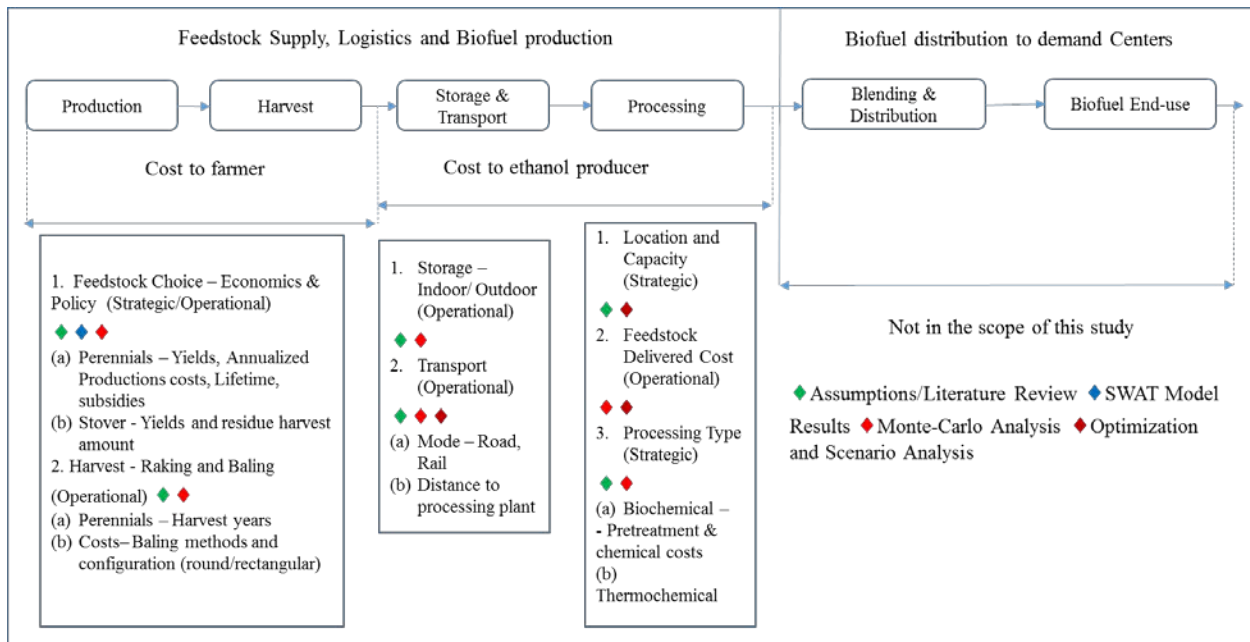 Feedstock Supply, Logistics and Biofuel production
Biofuel distribution to demand Centers
Production
Harvest
Storage &
Transport
Processing
Blending &
Distribution
Biofuel End-use
Cost to farmer
Cost to ethanol producer
1. Feedstock Choice – Economics &
Policy (Strategic/Operational)
(a) Perennials – Yields, Annualized
Productions costs, Lifetime,
subsidies
(b) Stover - Yields and residue harvest
amount
2. Harvest - Raking and Baling
(Operational)
(a) Perennials – Harvest years
(b) Costs– Baling methods and
configuration (round/rectangular)
1. Storage –
Indoor/ Outdoor
(Operational)
2. Transport
(Operational)
(a) Mode – Road,
Rail
(b) Distance to
processing plant
1. Location and
Capacity
(Strategic)
2. Feedstock
Delivered Cost
(Operational)
3. Processing Type
(Strategic)
(a) Biochemical –
- Pretreatment &
chemical costs
(b)
Thermochemical
Not in the scope of this study
Assumptions/Literature Review SWAT Model
Results Monte-Carlo Analysis Optimization
and Scenario Analysis